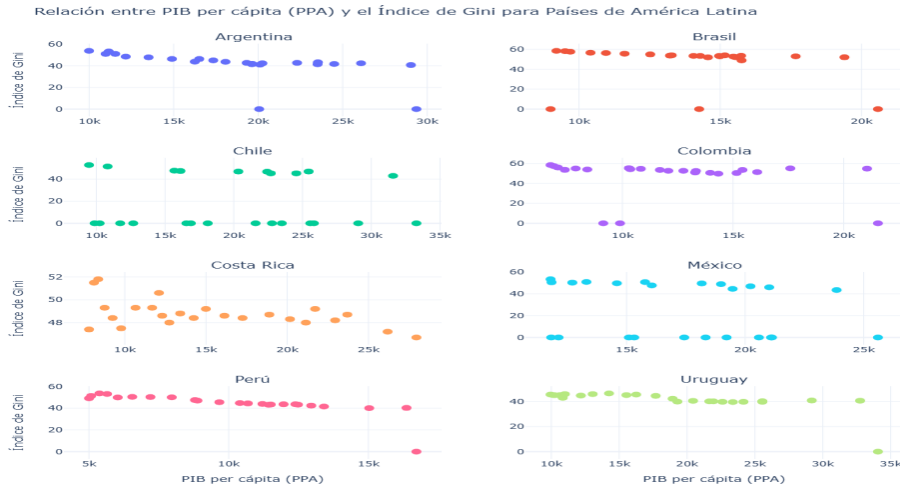 Relación entre PIB per cápita (PPA) y el Índice de Gini para Países de América Latina
Argentina
Brasil
Índice de Gini
60
40
20
0
10k 15k 20k 25k 30k
60
40
20
0
10k 15k 20k
Chile
Colombia
Índice de Gini
40
20
0
10k 15k 20k 25k 30k 35k
60
40
20
0
10k 15k 20k
Costa Rica
México
Índice de Gini
52
50
48
10k 15k 20k 25k
60
40
20
0
15k 20k 25k
Perú
Uruguay
Índice de Gini
60
40
20
0
5k 10k 15k
40
20
0
10k 15k 20k 25k 30k 35k
PIB per cápita (PPA)
PIB per cápita (PPA)